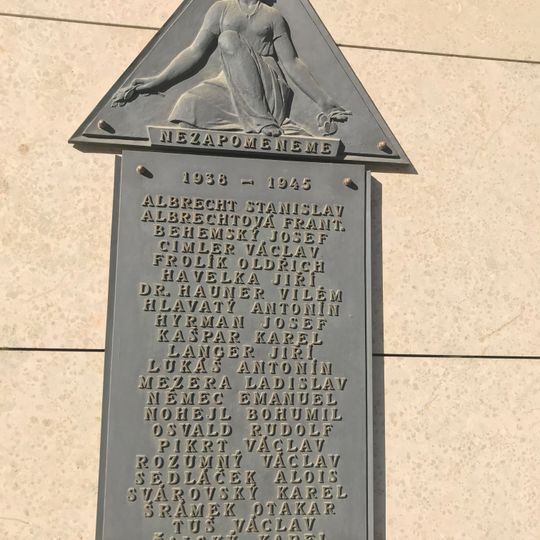 NEZAPOMENEME
1938 – 1945
ALBRECHT STANISLAV
ALBRECHTOVÁ FRANT.
BEHEMSKÝ JOSEF
CIMLER VÁCLAV
FROLÍK OLDŘICH
HAVELKA JIŘÍ
DR. HAUNER VILÉM
HLAVATÝ ANTONÍN
HYRMAN JOSEF
KAŠPAR KAREL
LANGER JIŘÍ
LUKÁŠ ANTONÍN
MEZERA LADISLAV
NĚMEC EMANUEL
NOHEJL BOHUMIL
OSVALD RUDOLF
PIKRT VÁCLAV
ROZUMNÝ VÁCLAV
SEDLÁČEK ALOIS
SVÁROVSKÝ KAREL
ŠRÁMEK OTAKAR
TUŠ VÁCLAV
KAREL